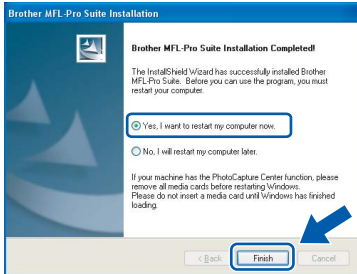 Brother MFL-Pro Suite Installation
Brother MFL-Pro Suite Installation Completed!
The InstallShield Wizard has successfully installed Brother
MFL-Pro Suite. Before you can use the program, you must
restart your computer.
Yes, I want to restart my computer now.
No, I will restart my computer later.
If your machine has the PhotoCapture Center function, please
remove all media cards before restarting Windows.
Please do not insert a media card until Windows has finished
loading.
< Back
Finish
Cancel